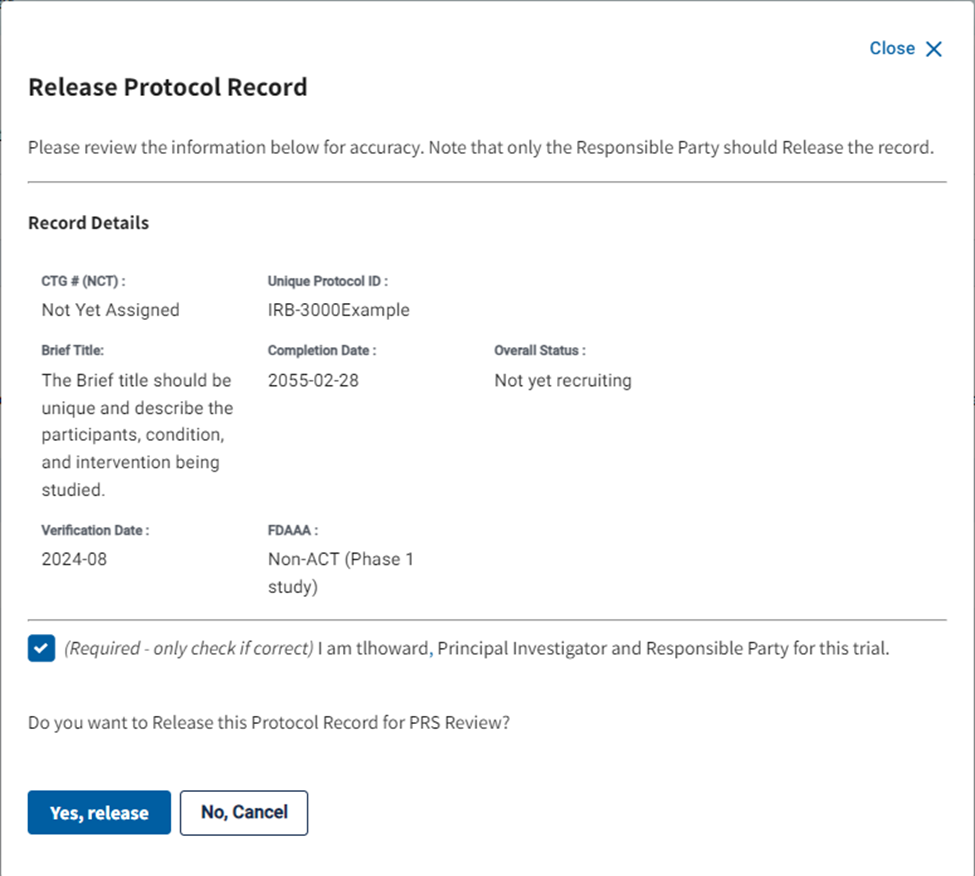 Close
Release Protocol Record
Please review the information below for accuracy. Note that only the Responsible Party should Release the record.
Record Details
CTG # (NCT) :
Unique Protocol ID :
Not Yet Assigned
IRB-3000Example
Brief Title:
Completion Date :
Overall Status :
The Brief title should be
2055-02-28
Not yet recruiting
unique and describe the
participants, condition,
and intervention being
studied.
Verification Date :
FDAAA :
2024-08
Non-ACT (Phase 1
study)
(Required - only check if correct) I am tlhoward, Principal Investigator and Responsible Party for this trial.
Do you want to Release this Protocol Record for PRS Review?
Yes, release
No, Cancel